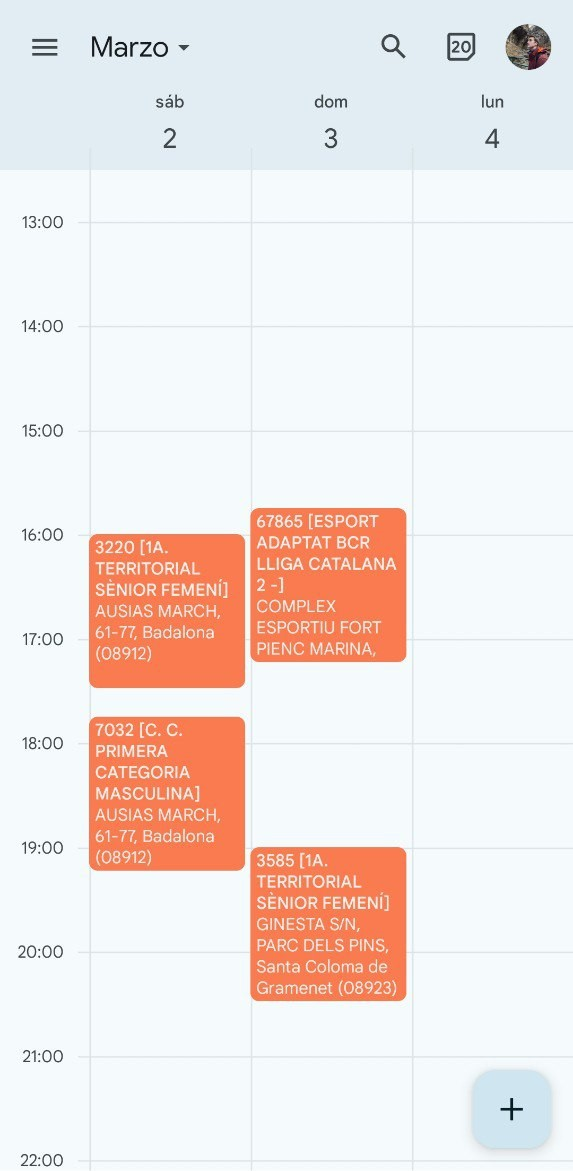 Marzo
20
sáb
dom
lun
2
3
4
13:00
14:00
15:00
16:00
17:00
18:00
19:00
20:00
21:00
22:00
3220 [1A.
TERRITORIAL
SÈNIOR FEMENÍ]
AUSIAS MARCH,
61-77, Badalona
(08912)
7032 [C. C.
PRIMERA
CATEGORIA
MASCULINA]
AUSIAS MARCH,
61-77, Badalona
(08912)
67865 [ESPORT
ADAPTAT BCR
LLIGA CATALANA
2 -]
COMPLEX
ESPORTIU FORT
PIENC MARINA,
3585 [1A.
TERRITORIAL
SÈNIOR FEMENÍ]
GINESTA S/N,
PARC DELS PINS,
Santa Coloma de
Gramenet (08923)